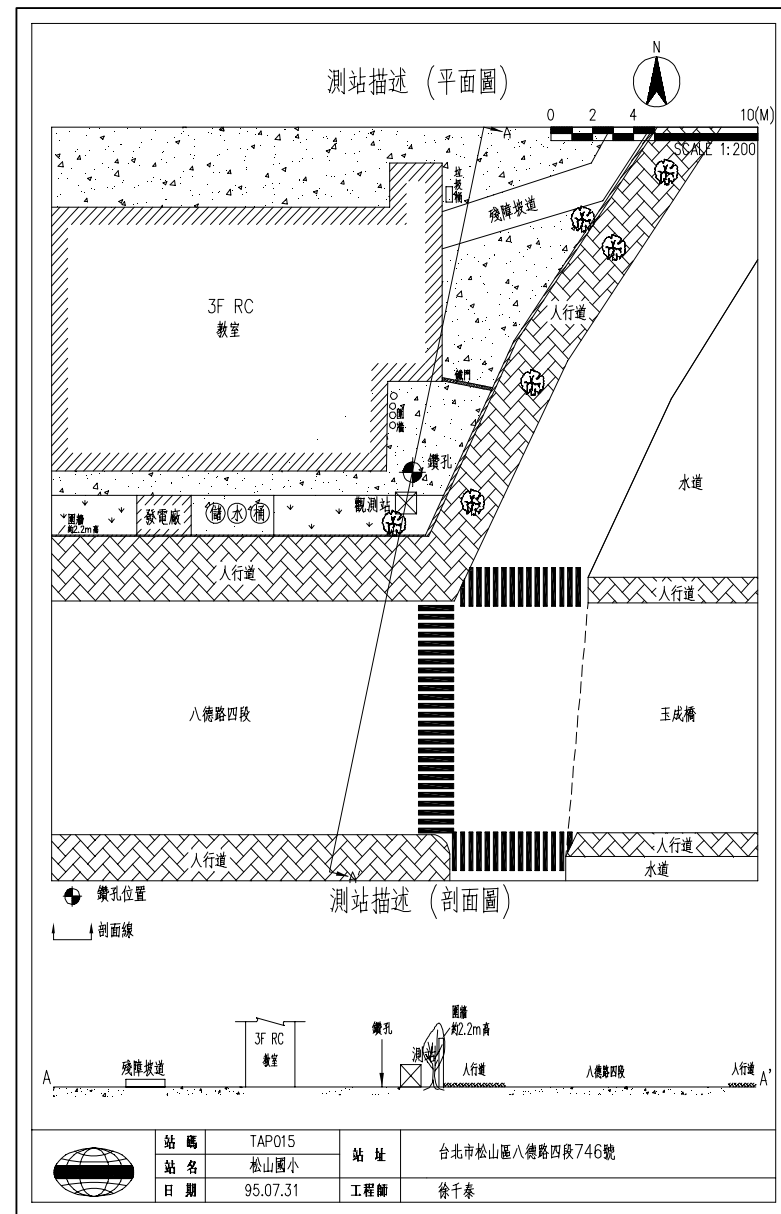 測站描述 (平面圖)
N
0 2 4 10(M)
SCALE 1:200
A
垃圾桶
殘障坡道
3F RC
教室
人行道
鐵門
圍牆
鑽孔
水道
觀測站
圍牆
約2.2m高
發電廠
儲水桶
人行道
人行道
八德路四段
玉成橋
人行道
人行道
水道
A'
鑽孔位置
測站描述 (剖面圖)
剖面線
圍牆
約2.2m高
3F RC
教室
鑽孔
測站
殘障坡道
人行道
八德路四段
人行道
A
A'
站碼 TAP015
站名 松山國小
日期 95.07.31
站址 台北市松山區八德路四段746號
工程師 徐千泰